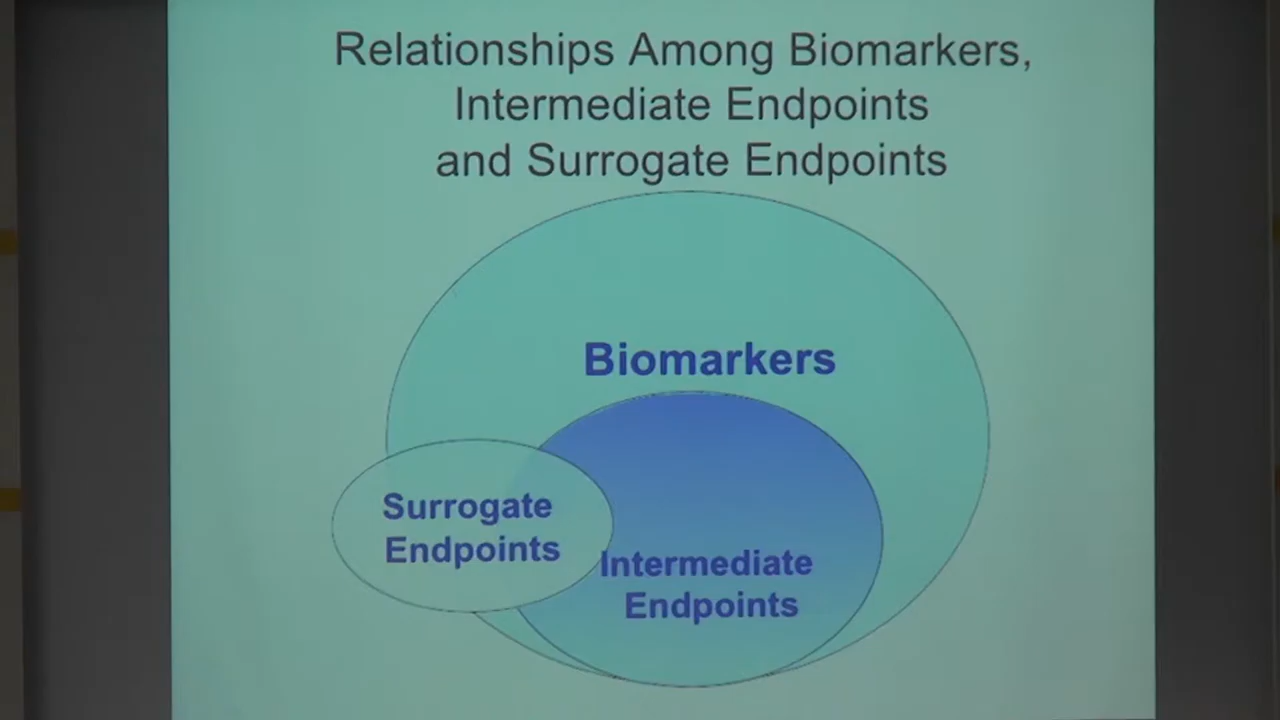 Relationships Among Biomarkers,
Intermediate Endpoints
and Surrogate Endpoints
Biomarkers
Surrogate
Endpoints
Intermediate
Endpoints